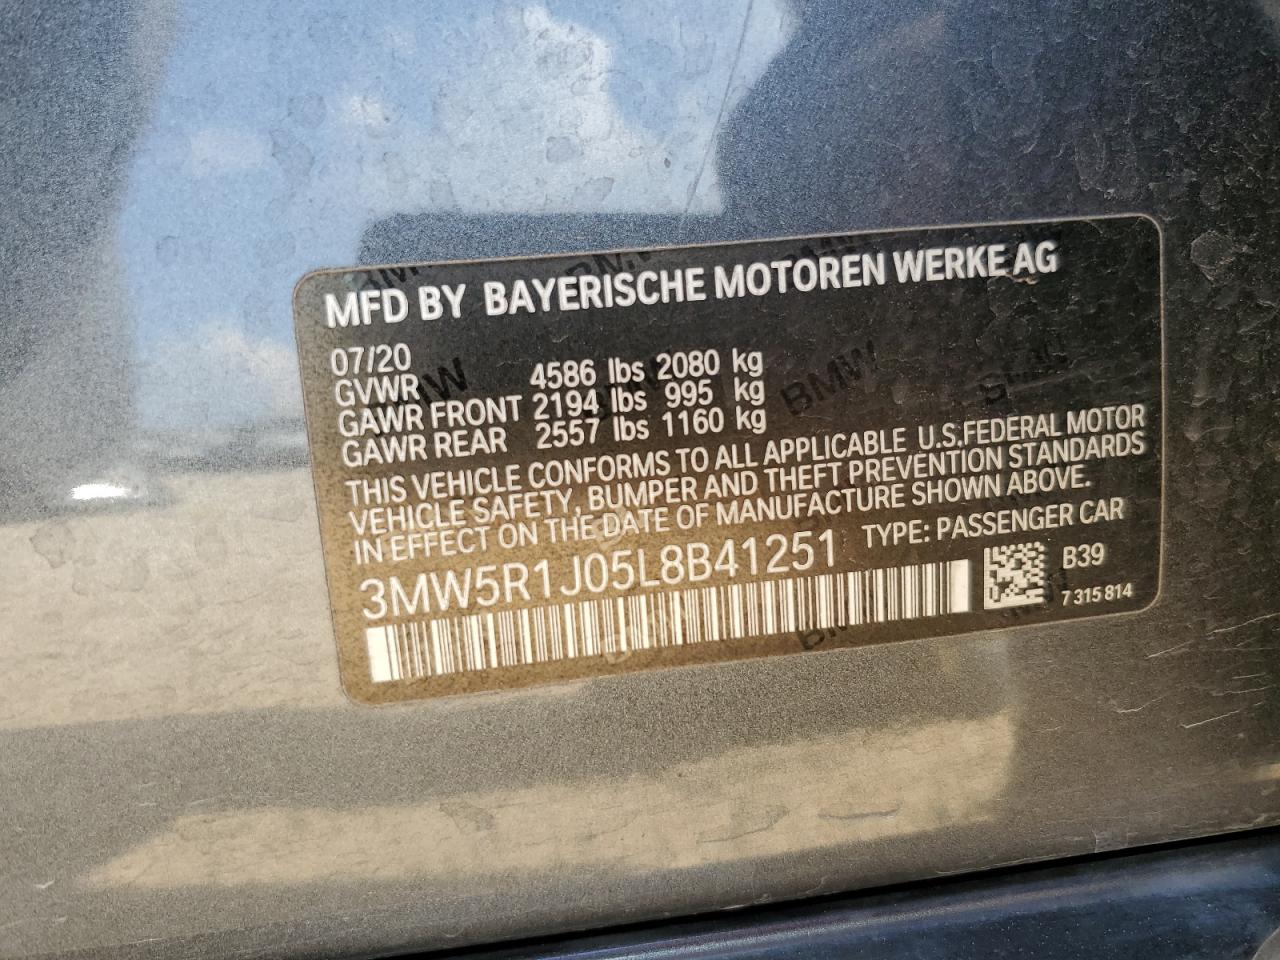 MFD BY BAYERISCHE MOTOREN WERKE AG
07/20
GVWR 4586 lbs 2080 kg
GAWR FRONT 2194 lbs 995 kg
GAWR REAR 2557 lbs 1160 kg
THIS VEHICLE CONFORMS TO ALL APPLICABLE U.S.FEDERAL MOTOR
VEHICLE SAFETY, BUMPER AND THEFT PREVENTION STANDARDS
IN EFFECT ON THE DATE OF MANUFACTURE SHOWN ABOVE.
3MW5R1J05L8B41251 TYPE: PASSENGER CAR
B39
7 315 814